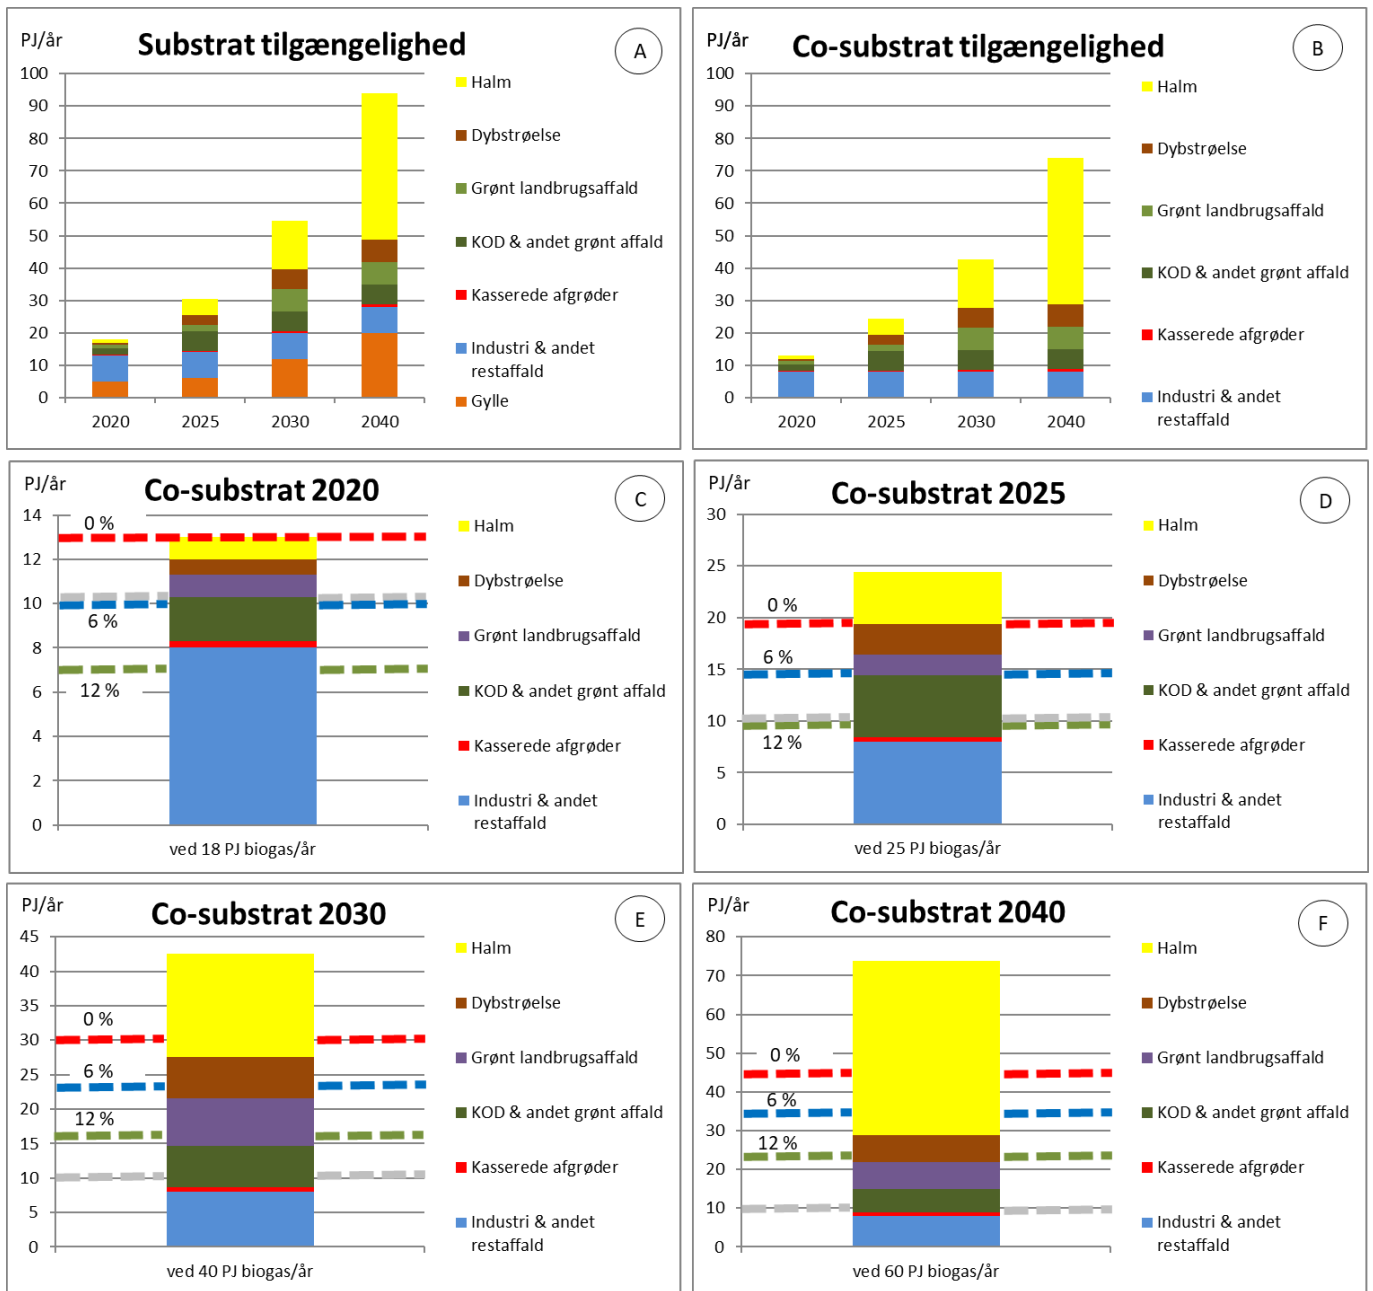 PJ/år
Substrat tilgængelighed
A
100
90
80
70
60
50
40
30
20
10
0
2020
2025
2030
2040
Halm
Dybstrøelse
Grønt landbrugsaffald
KOD & andet grønt affald
Kasserede afgrøder
Industri & andet
restaffald
Gylle
PJ/år
Co-substrat tilgængelighed
B
100
90
80
70
60
50
40
30
20
10
0
2020
2025
2030
2040
Halm
Dybstrøelse
Grønt landbrugsaffald
KOD & andet grønt affald
Kasserede afgrøder
Industri & andet
restaffald
PJ/år
Co-substrat 2020
C
14
12
10
8
6
4
2
0
0 %
6 %
12 %
ved 18 PJ biogas/år
Halm
Dybstrøelse
Grønt landbrugsaffald
KOD & andet grønt affald
Kasserede afgrøder
Industri & andet
restaffald
PJ/år
Co-substrat 2025
D
30
25
20
15
10
5
0
0 %
6 %
12 %
ved 25 PJ biogas/år
Halm
Dybstrøelse
Grønt landbrugsaffald
KOD & andet grønt affald
Kasserede afgrøder
Industri & andet
restaffald
PJ/år
Co-substrat 2030
E
45
40
35
30
25
20
15
10
5
0
0 %
6 %
12 %
ved 40 PJ biogas/år
Halm
Dybstrøelse
Grønt landbrugsaffald
KOD & andet grønt affald
Kasserede afgrøder
Industri & andet
restaffald
PJ/år
Co-substrat 2040
F
80
70
60
50
40
30
20
10
0
0 %
6 %
12 %
ved 60 PJ biogas/år
Halm
Dybstrøelse
Grønt landbrugsaffald
KOD & andet grønt affald
Kasserede afgrøder
Industri & andet
restaffald